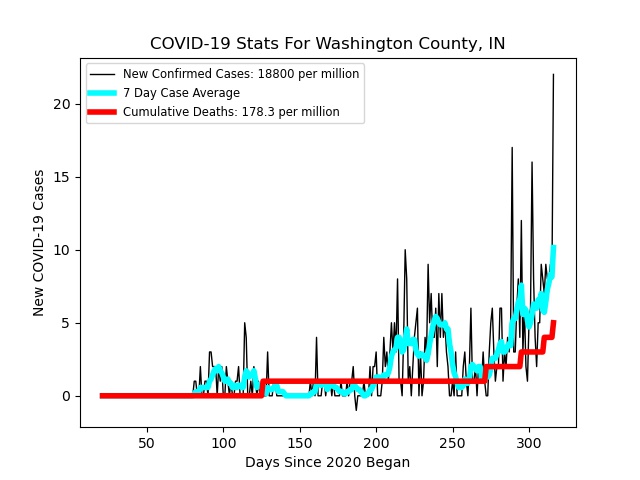 COVID-19 Stats For Washington County, IN
New Confirmed Cases: 18800 per million
7 Day Case Average
Cumulative Deaths: 178.3 per million
New COVID-19 Cases
20
15
10
5
0
50 100 150 200 250 300
Days Since 2020 Began